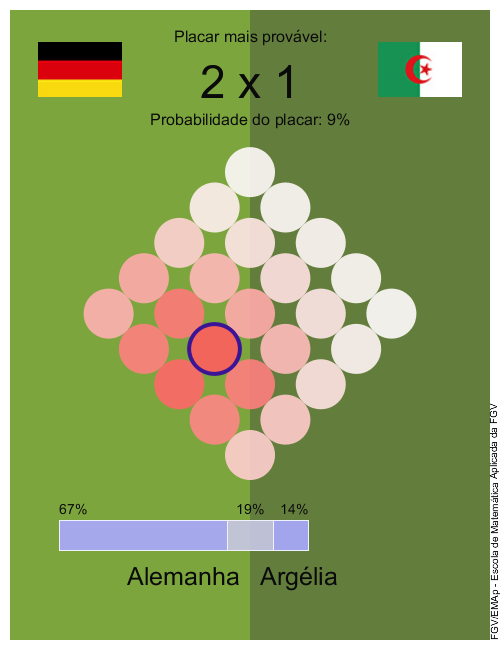 Placar mais provável:
2 x 1
Probabilidade do placar: 9%
67%
19%
14%
Alemanha
Argélia
FGV/EMAp - Escola de Matemática Aplicada da FGV